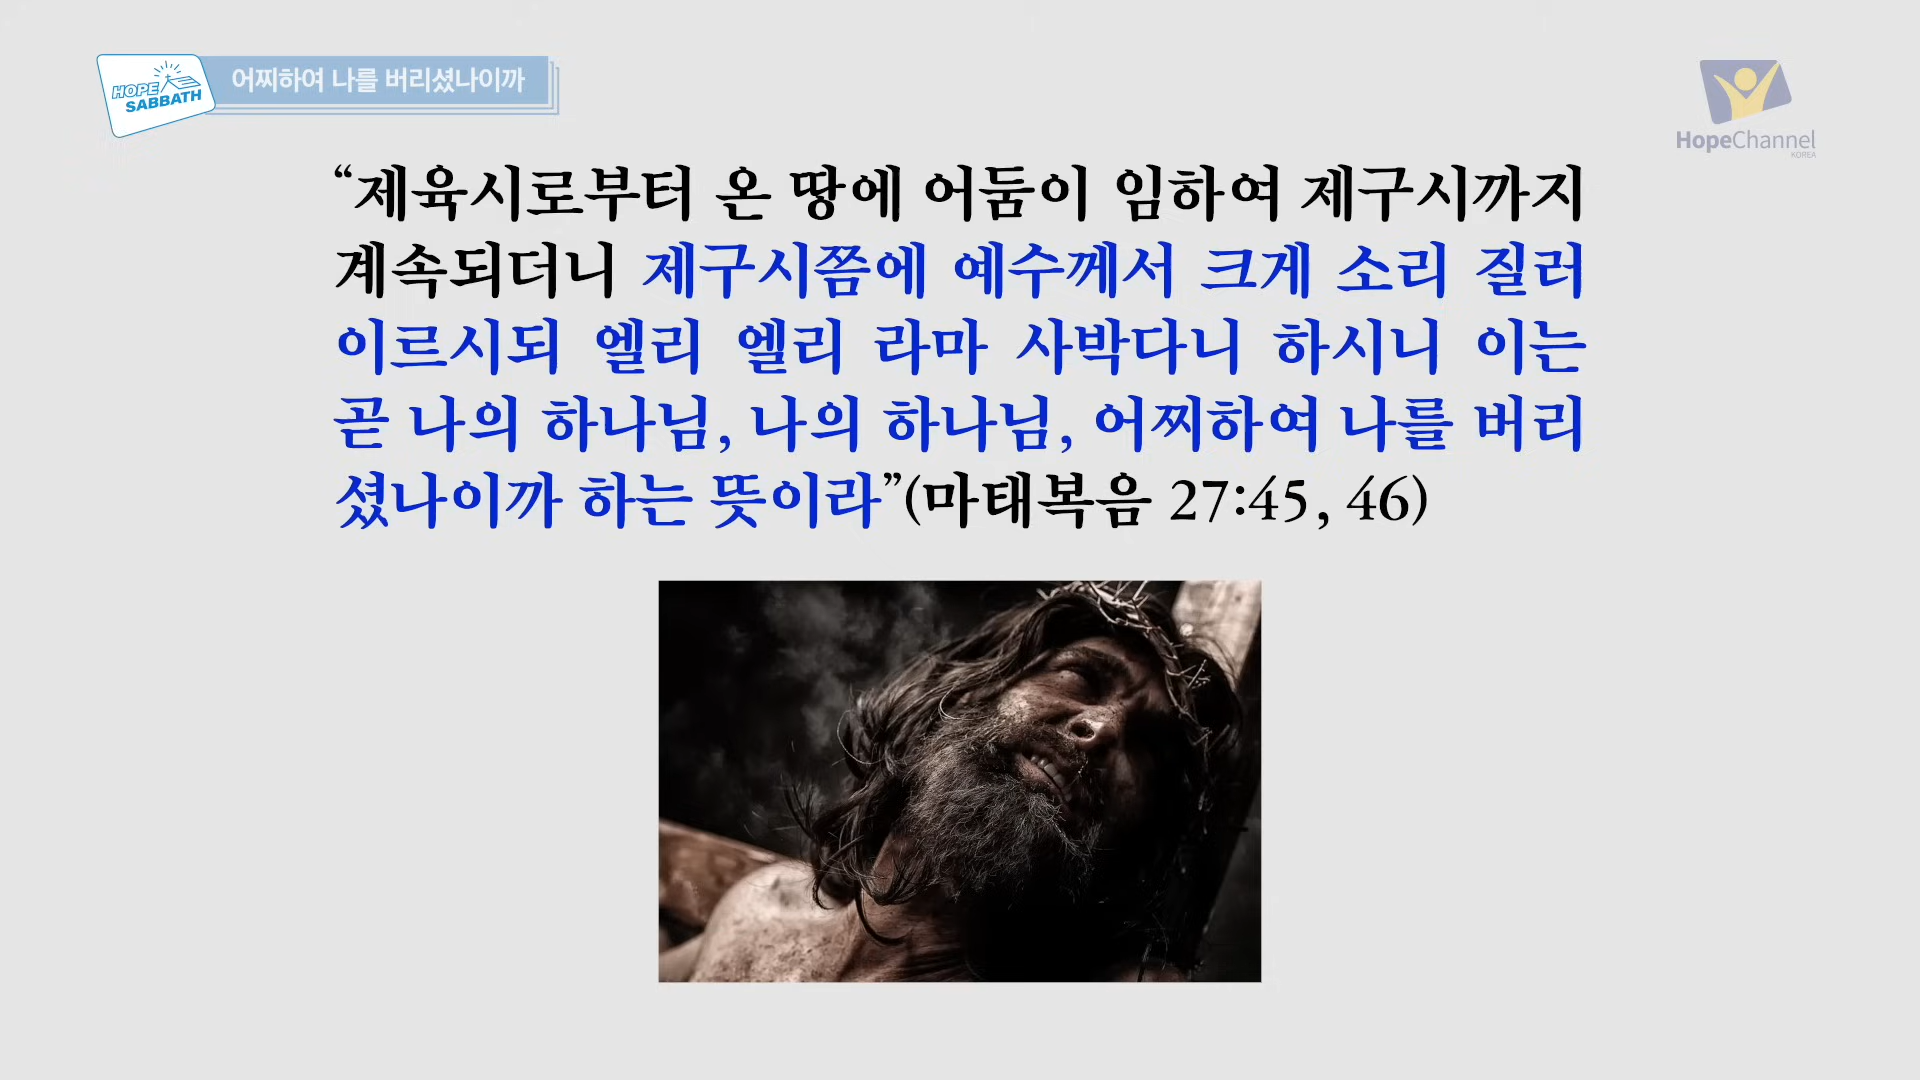 HOPE
SABBATH
어찌하여 나를 버리셨나이까
HopeChannel
KOREA
“제육시로부터 온 땅에 어둠이 임하여 제구시까지
계속되더니 제구시쯤에 예수께서 크게 소리 질러
이르시되 엘리 엘리 라마 사박다니 하시니 이는
곧 나의 하나님, 나의 하나님, 어찌하여 나를 버리
셨나이까 하는 뜻이라”(마태복음 27:45, 46)